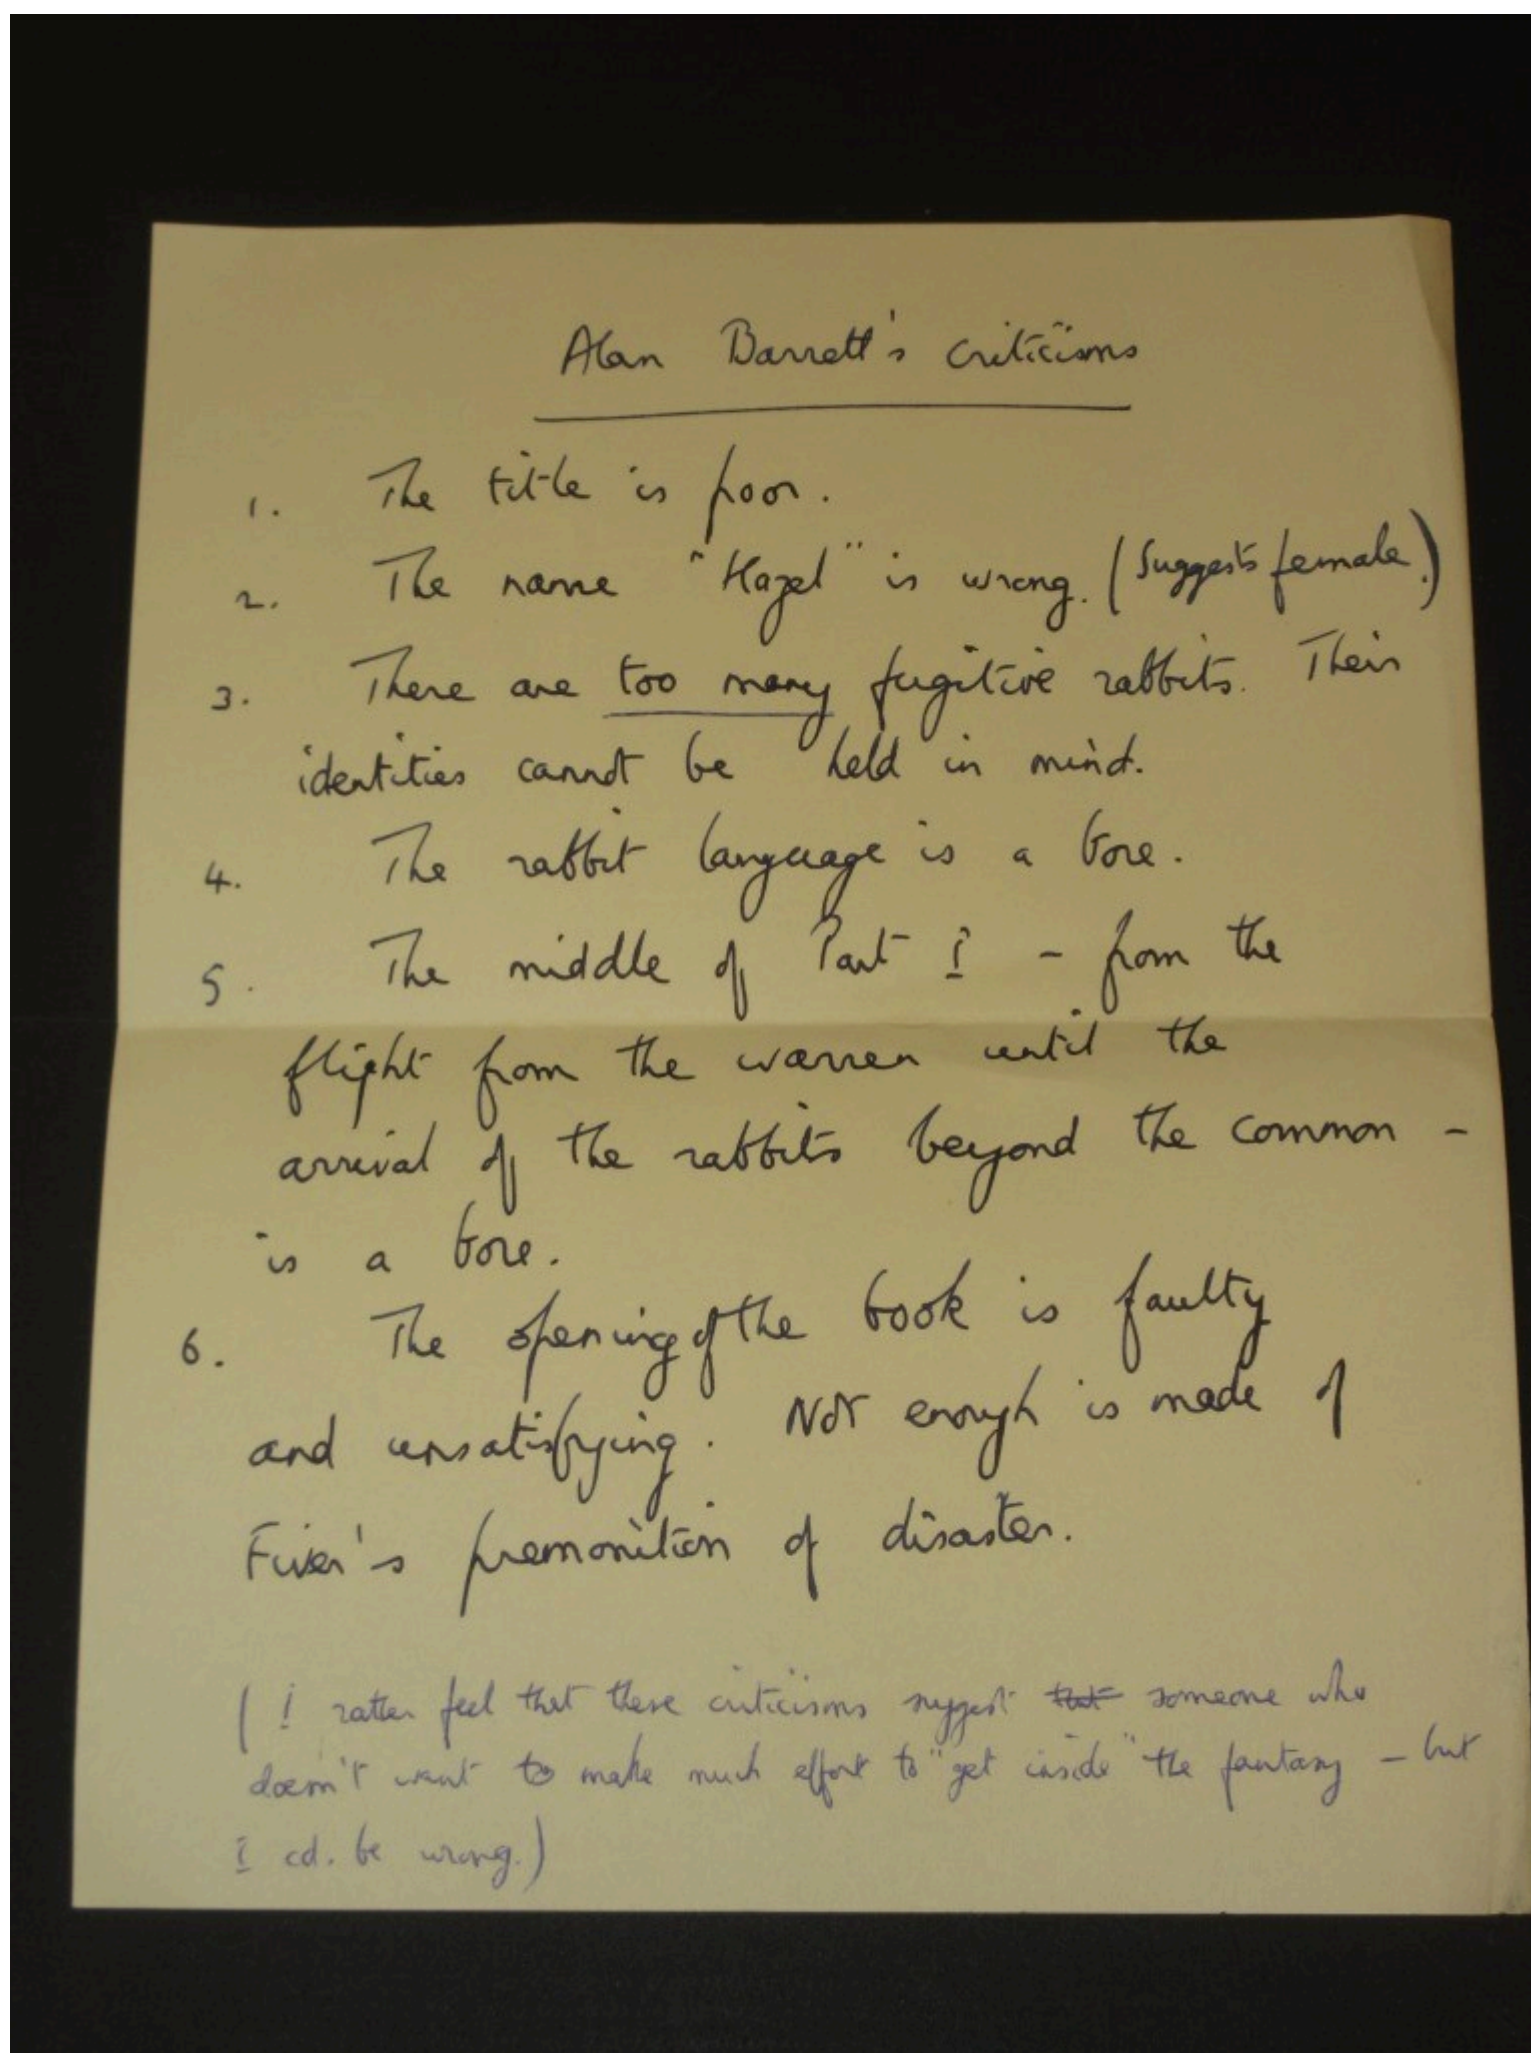 Alan Barrett's criticisms
1. The title is poor.
2. The name "Hazel" is wrong. (Suggests female.)
3. There are too many fugitive rabbits. Their
identities cannot be held in mind.
4. The rabbit language is a bore.
5. The middle of Part I - from the
flight from the warren until the
arrival of the rabbits beyond the common -
is a bore.
6. The opening of the book is faulty
and unsatisfying. Not enough is made of
Fiver's premonition of disaster.
(I rather feel that these criticisms suggest that someone who
doesn't want to make much effort to "get inside" the fantasy - but
I cd. be wrong.)